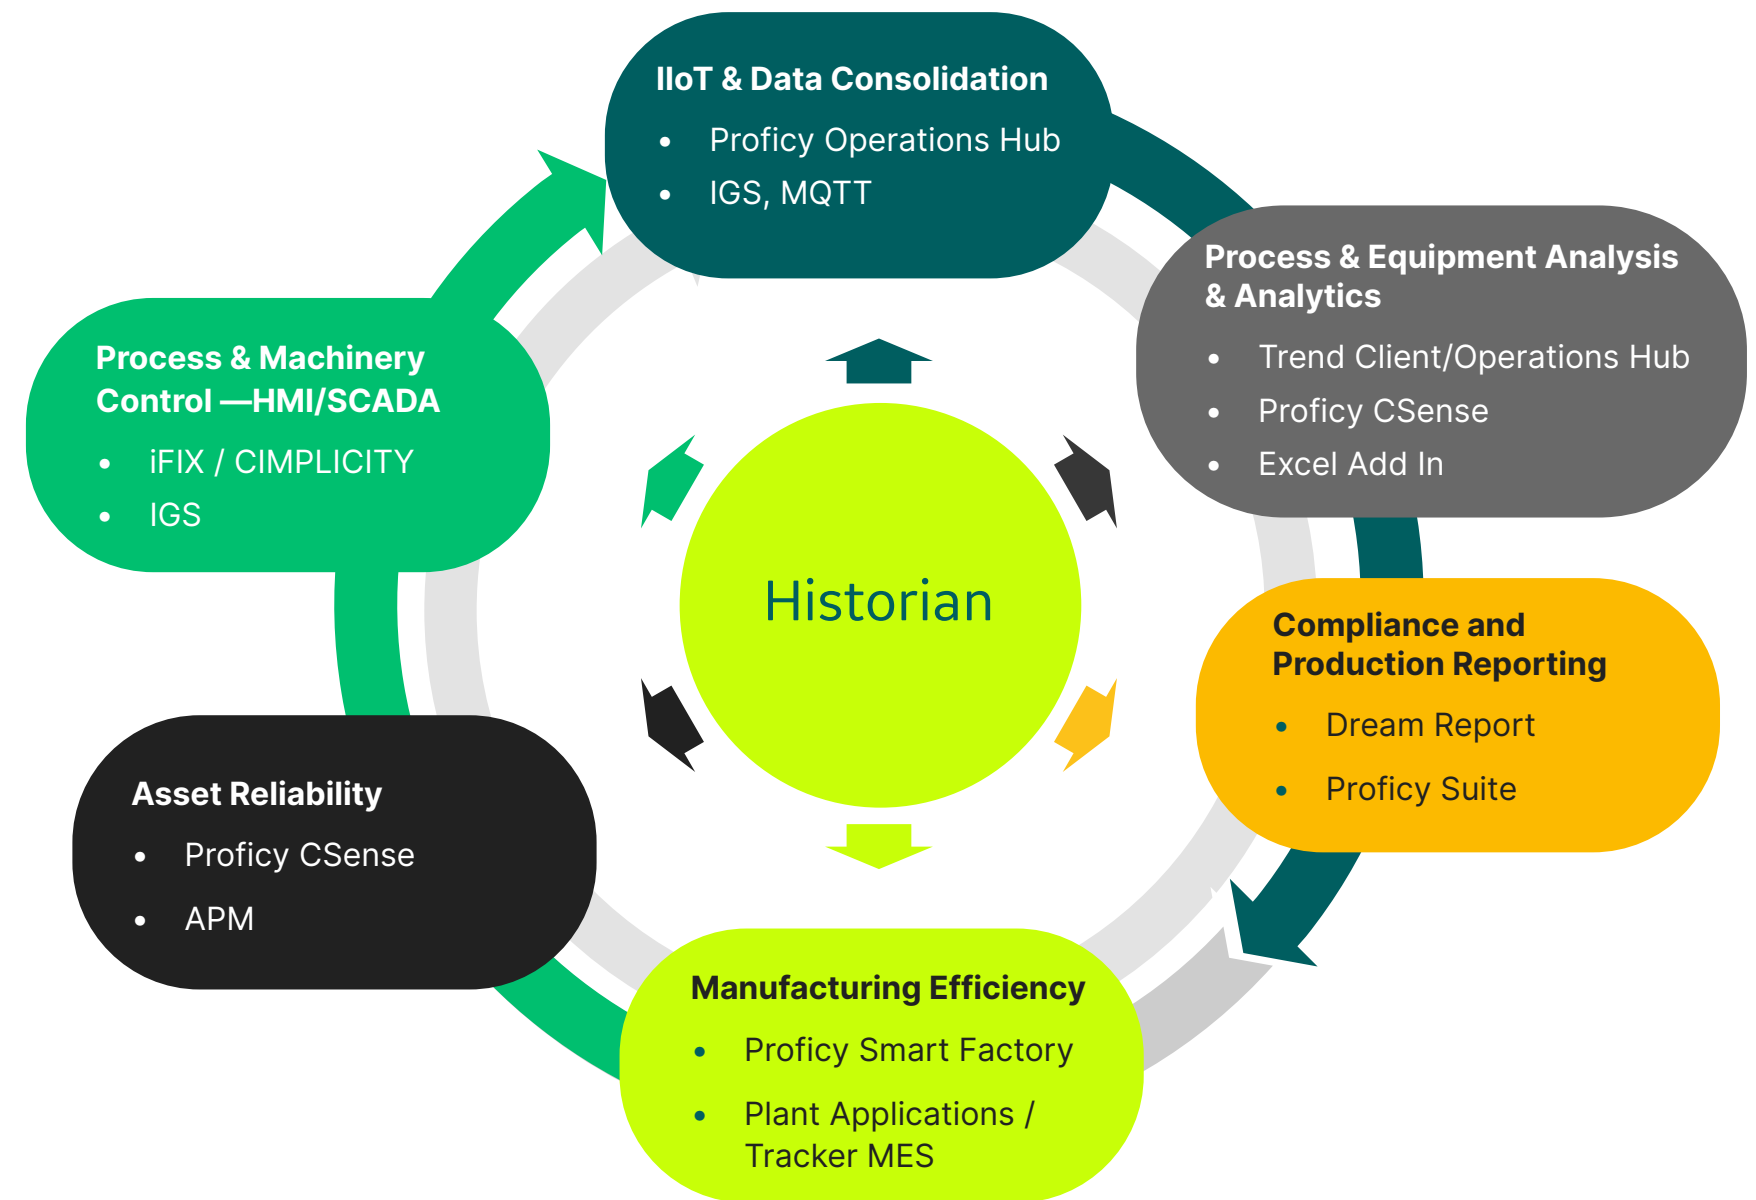 IIoT & Data Consolidation
• Proficy Operations Hub
• IGS, MQTT
Process & Equipment Analysis
& Analytics
• Trend Client/Operations Hub
• Proficy CSense
• Excel Add In
Process & Machinery
Control —HMI/SCADA
• iFIX / CIMPLICITY
• IGS
Historian
Compliance and
Production Reporting
• Dream Report
• Proficy Suite
Asset Reliability
• Proficy CSense
• APM
Manufacturing Efficiency
• Proficy Smart Factory
• Plant Applications /
Tracker MES